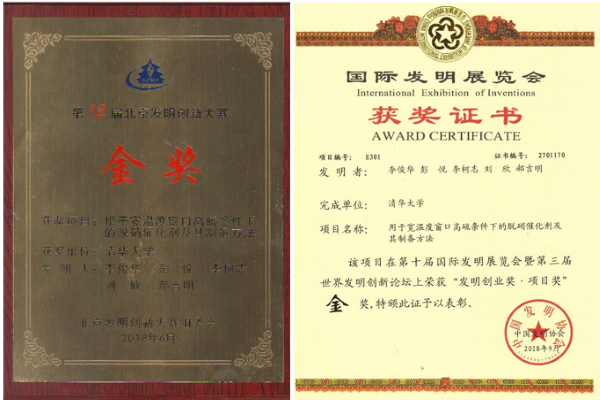 第12届北京发明创新大赛
金奖
获奖项目：用于宽温度窗口高硫条件下
的脱硝催化剂及其制备方法
获奖单位：清华大学
发明人：李俊华 彭悦 李柯志
刘欣 郝吉明
北京发明创新大赛组委会
2018年6月
国际发明展览会
International Exhibition of Inventions
获奖证书
AWARD CERTIFICATE
项目编号： E301 证书编号： 2701170
发明者： 李俊华 彭 悦 李柯志 刘 欣 郝吉明
完成单位： 清华大学
项目名称： 用于宽温度窗口高硫条件下的脱硝催化剂及
其制备方法
该项目在第十届国际发明展览会暨第三届
世界发明创新论坛上荣获“发明创业奖·项目奖”
金奖，特颁此证予以表彰。
中国发明协会
2018年9月